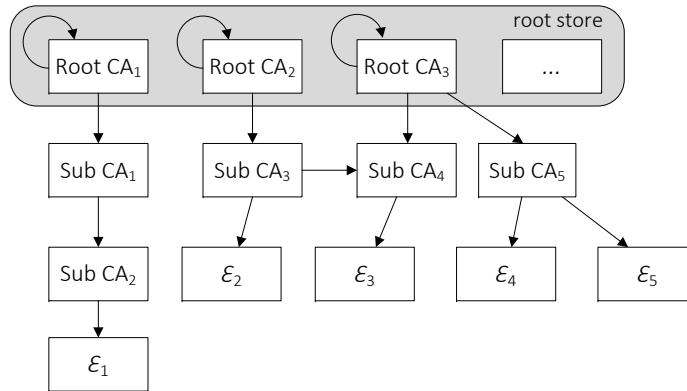 root store
Root CA₁
Root CA₂
Root CA₃
...
Sub CA₁
Sub CA₃
Sub CA₄
Sub CA₅
Sub CA₂
ℰ₂
ℰ₃
ℰ₄
ℰ₅
ℰ₁